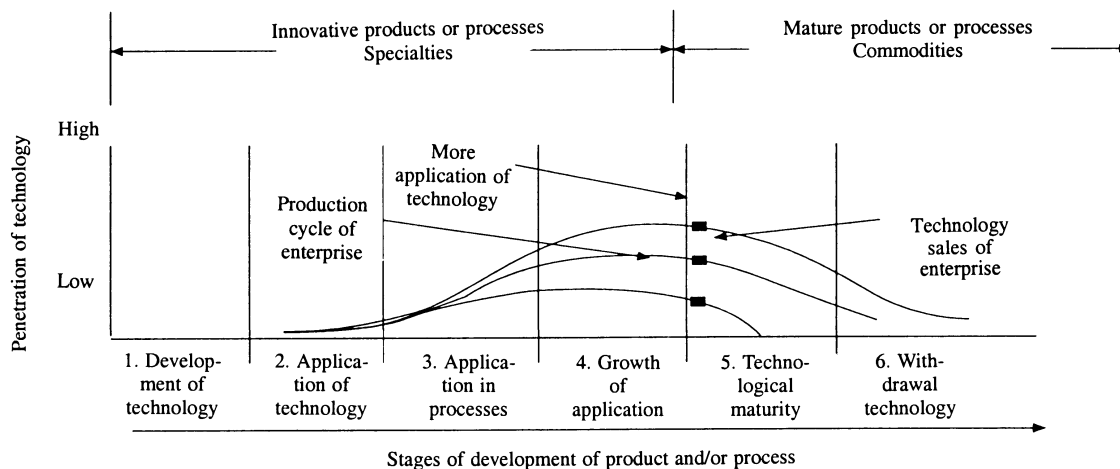 Innovative products or processes
Specialties
Mature products or processes
Commodities
Penetration of technology
High
Low
More
application of
technology
Production
cycle of
enterprise
Technology
sales of
enterprise
1. Develop-
ment of
technology
2. Applica-
tion of
technology
3. Applica-
tion in
processes
4. Growth
of
application
5. Techno-
logical
maturity
6. With-
drawal
technology
Stages of development of product and/or process